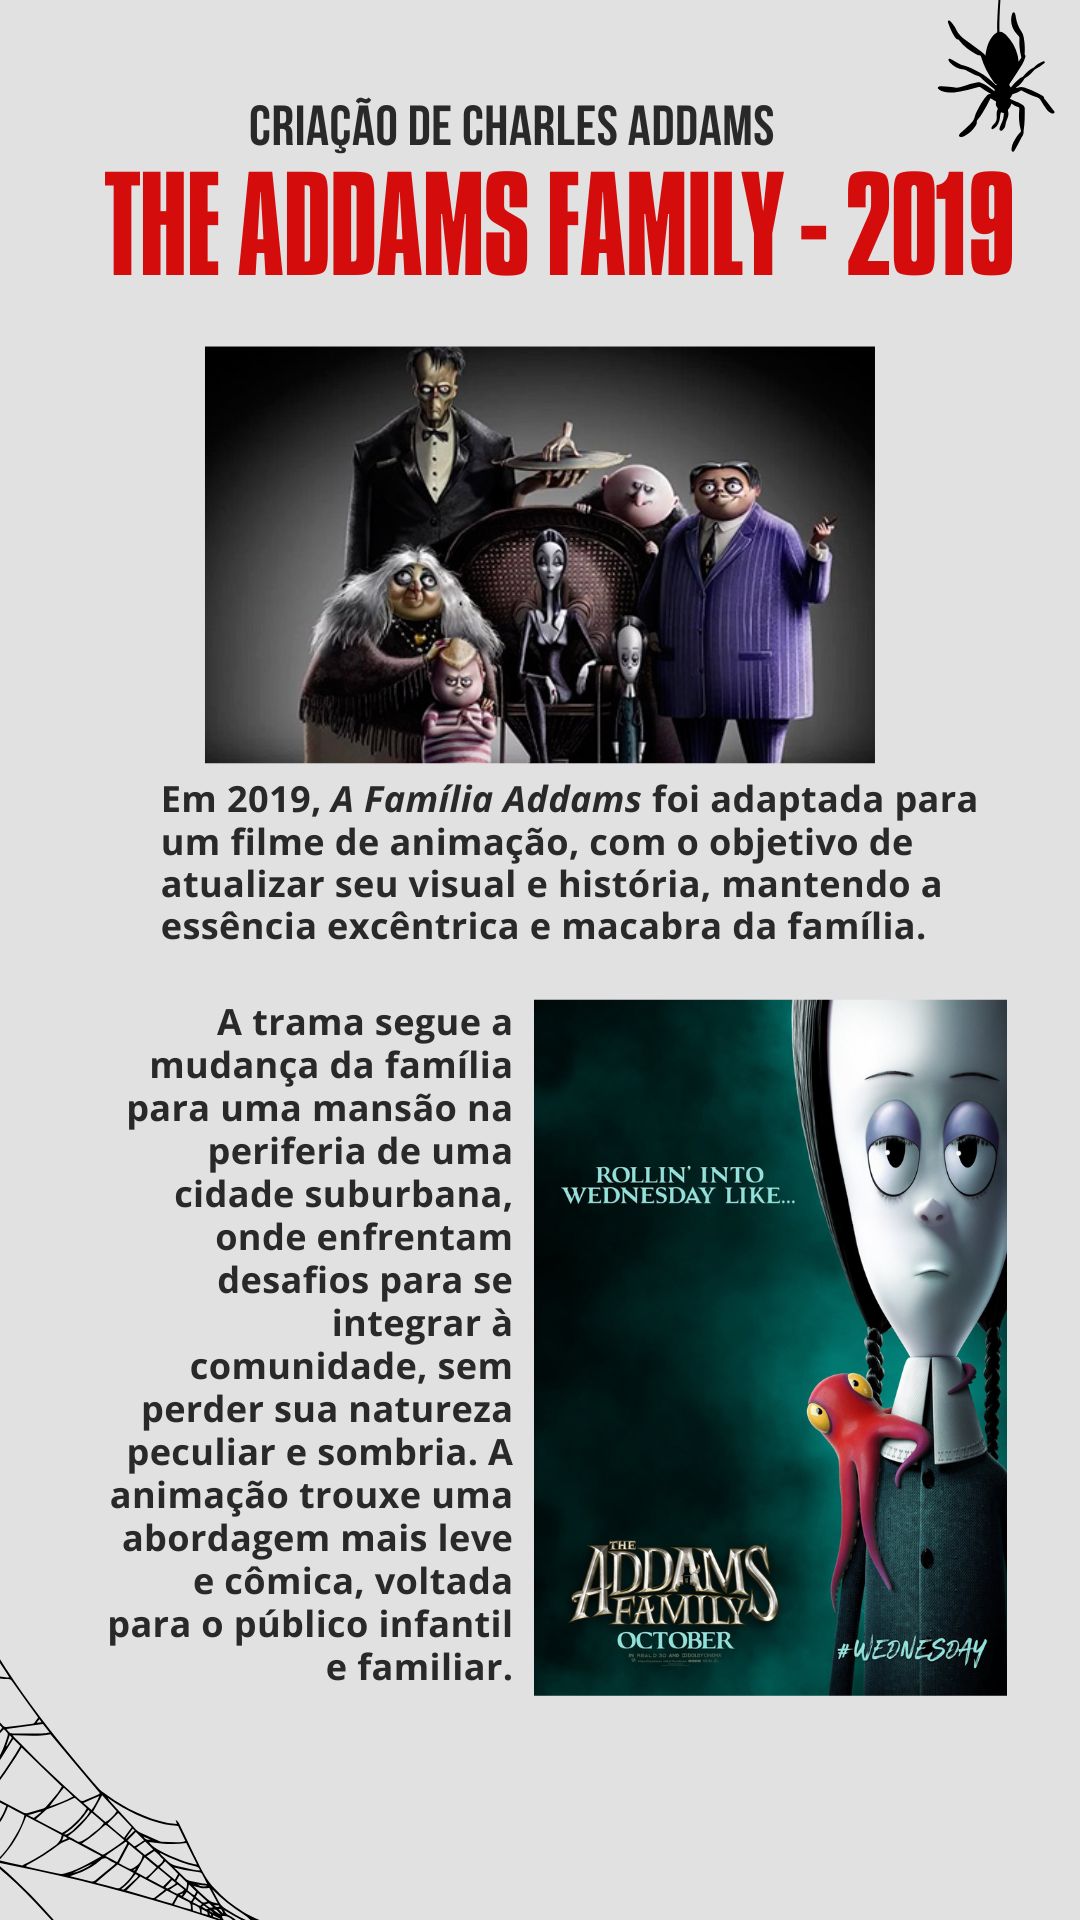 CRIAÇÃO DE CHARLES ADDAMS
THE ADDAMS FAMILY - 2019
Em 2019, A Família Addams foi adaptada para
um filme de animação, com o objetivo de
atualizar seu visual e história, mantendo a
essência excêntrica e macabra da família.
A trama segue a
mudança da família
para uma mansão na
periferia de uma
cidade suburbana,
onde enfrentam
desafios para se
integrar à
comunidade, sem
perder sua natureza
peculiar e sombria. A
animação trouxe uma
abordagem mais leve
e cômica, voltada
para o público infantil
e familiar.
ROLLIN' INTO
WEDNESDAY LIKE...
THE
ADDAMS
FAMILY
OCTOBER
#WEDNESDAY